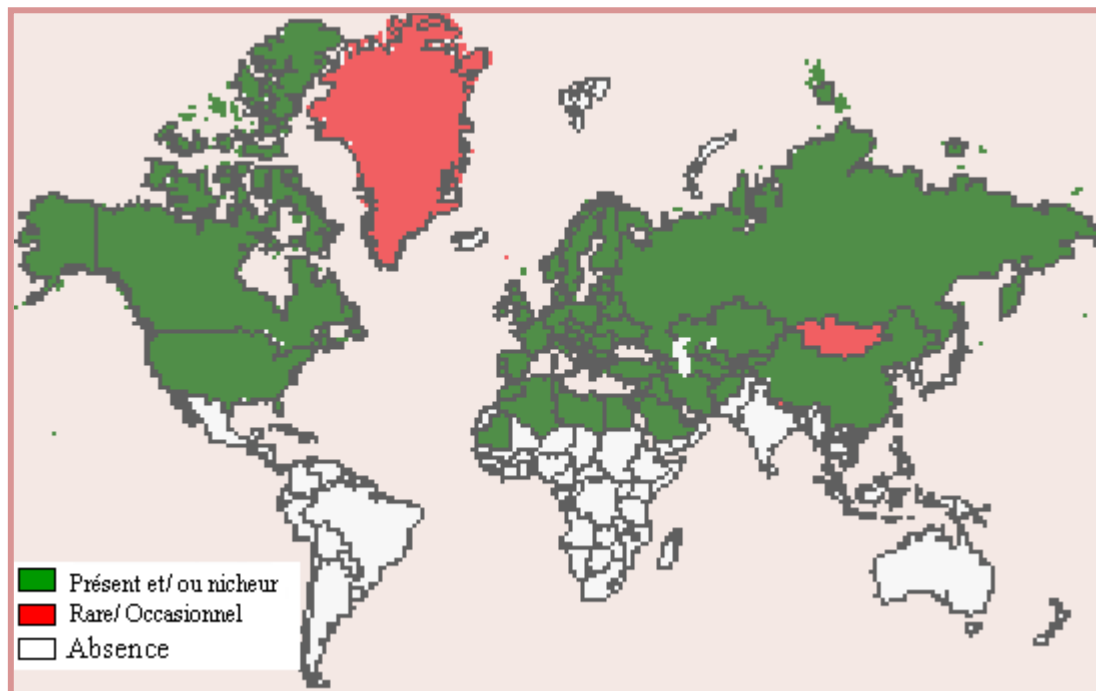 Présent et/ ou nicheur
Rare/ Occasionnel
Absence